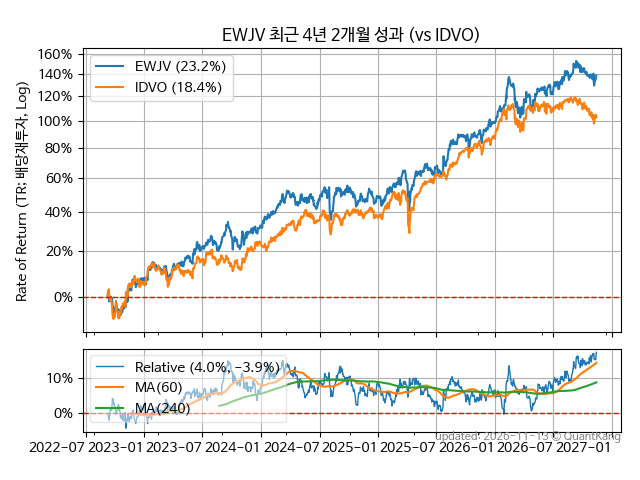 EWJV 최근 4년 2개월 성과 (vs IDVO)
Rate of Return (TR: 배당재투자, Log)
160%
140%
120%
100%
80%
60%
40%
20%
0%
EWJV (23.2%)
IDVO (18.4%)
10%
0%
Relative (4.0%, −3.9%)
MA(60)
MA(240)
2022−07 2023−01 2023−07 2024−01 2024−07 2025−01 2025−07 2026−01 2026−07 2027−01
updated: 2026−11−13 © QuantKang